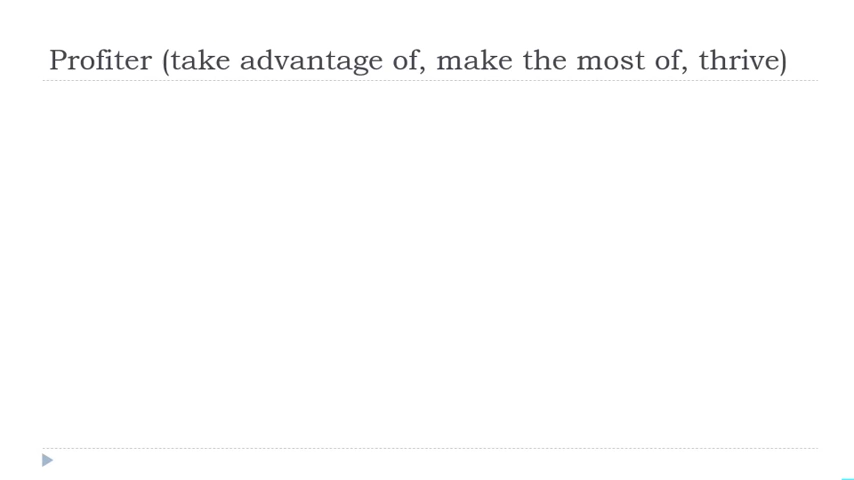 Profiter (take advantage of, make the most of, thrive)